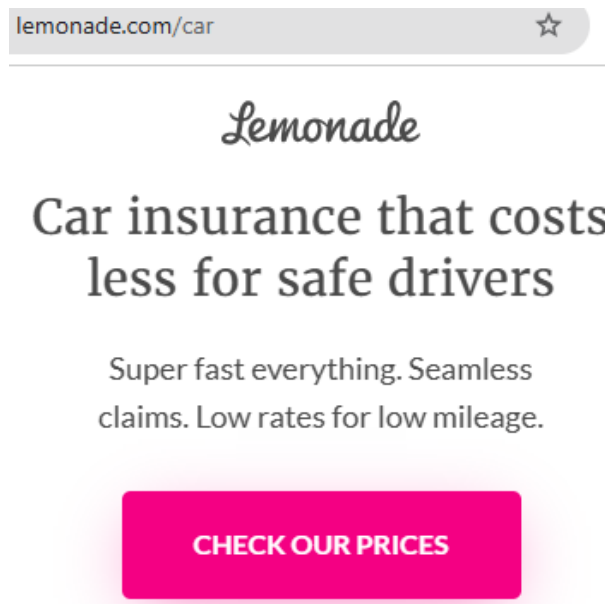 lemonade.com/car
Lemonade
Car insurance that costs
less for safe drivers
Super fast everything. Seamless
claims. Low rates for low mileage.
CHECK OUR PRICES